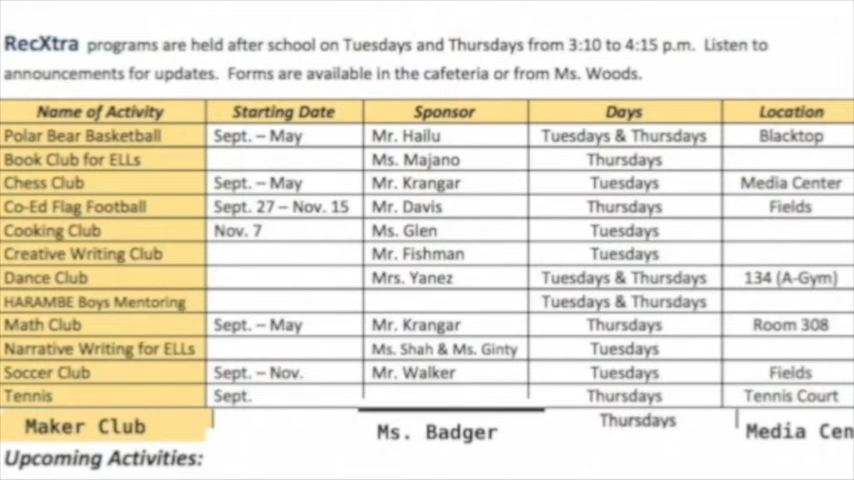 RecXtra programs are held after school on Tuesdays and Thursdays from 3:10 to 4:15 p.m. Listen to
announcements for updates. Forms are available in the cafeteria or from Ms. Woods.
Name of Activity Starting Date Sponsor Days Location
Polar Bear Basketball Sept. – May Mr. Hailu Tuesdays & Thursdays Blacktop
Book Club for ELLs Ms. Majano Thursdays
Chess Club Sept. – May Mr. Krangar Tuesdays Media Center
Co-Ed Flag Football Sept. 27 – Nov. 15 Mr. Davis Thursdays Fields
Cooking Club Nov. 7 Ms. Glen Tuesdays
Creative Writing Club Mr. Fishman Tuesdays
Dance Club Mrs. Yanez Tuesdays & Thursdays 134 (A-Gym)
HARAMBE Boys Mentoring Tuesdays & Thursdays
Math Club Sept. – May Mr. Krangar Thursdays Room 308
Narrative Writing for ELLs Ms. Shah & Ms. Ginty Tuesdays
Soccer Club Sept. – Nov. Mr. Walker Tuesdays Fields
Tennis Sept. Thursdays Tennis Court
Maker Club Ms. Badger Thursdays Media Cen
Upcoming Activities: